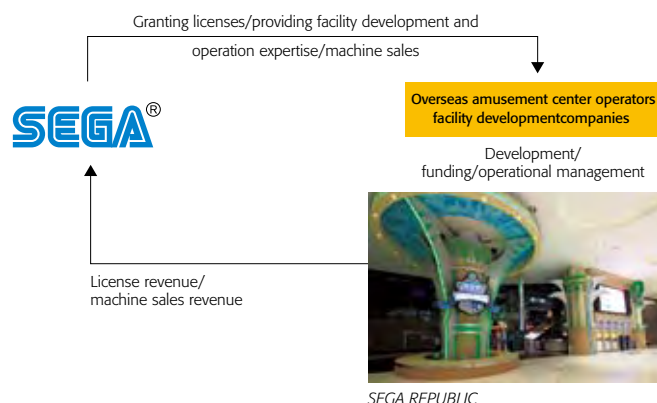 Granting licenses/providing facility development and
operation expertise/machine sales
SEGA®
Overseas amusement center operators
facility developmentcompanies
Development/
funding/operational management
License revenue/
machine sales revenue
SEGA REPUBLIC